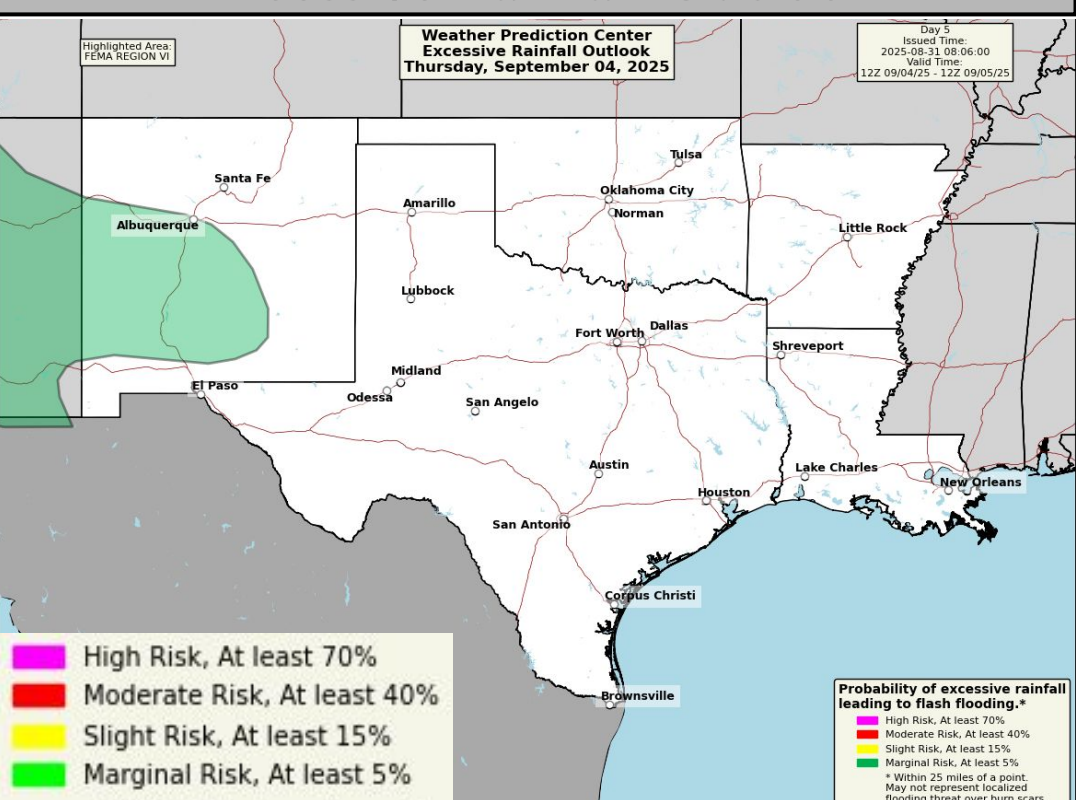 Highlighted Area:
FEMA REGION VI
Weather Prediction Center
Excessive Rainfall Outlook
Thursday, September 04, 2025
Day 5
Issued Time:
2025-08-31 08:06:00
Valid Time:
12Z 09/04/25 - 12Z 09/05/25
Santa Fe
Albuquerque
Amarillo
Tulsa
Oklahoma City
Norman
Little Rock
Lubbock
Fort Worth
Dallas
Shreveport
El Paso
Midland
Odessa
San Angelo
Austin
Lake Charles
New Orleans
Houston
San Antonio
Corpus Christi
Brownsville
High Risk, At least 70%
Moderate Risk, At least 40%
Slight Risk, At least 15%
Marginal Risk, At least 5%
Probability of excessive rainfall
leading to flash flooding.*
High Risk, At least 70%
Moderate Risk, At least 40%
Slight Risk, At least 15%
Marginal Risk, At least 5%
* Within 25 miles of a point.
May not represent localized
flooding threat over burn scars